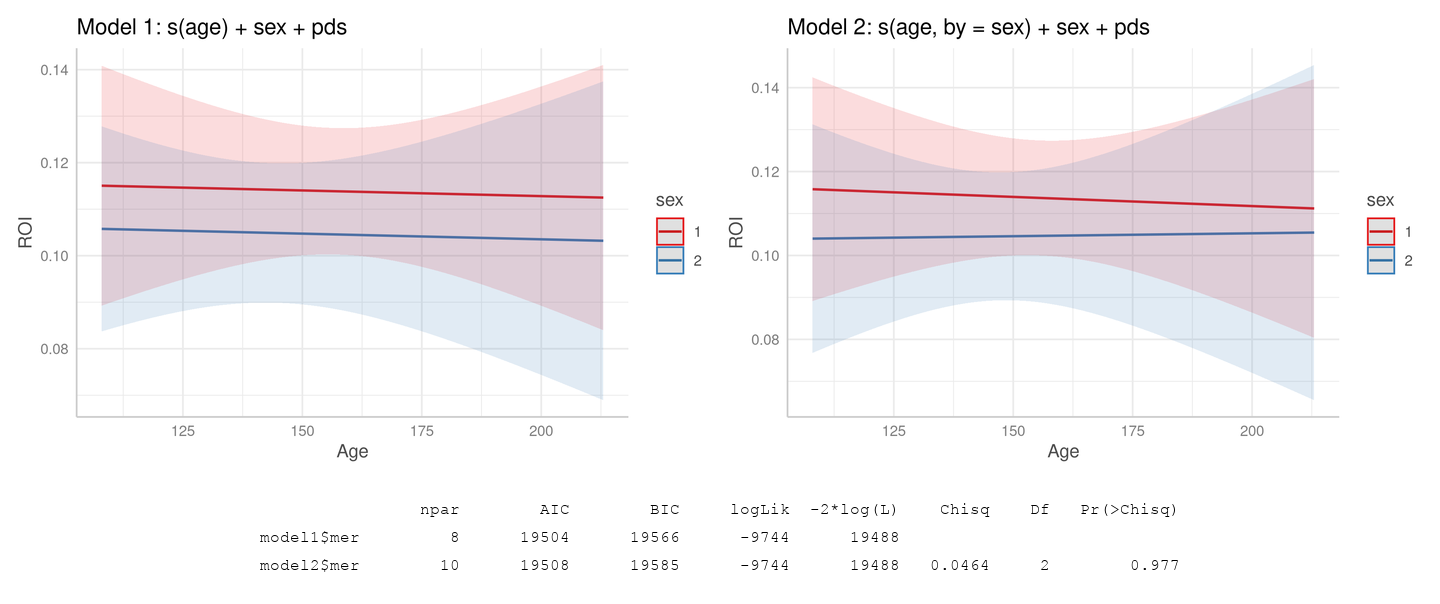 Model 1: s(age) + sex + pds
0.14
0.12
0.10
0.08
ROI
125 150 175 200
Age
sex
1
2
Model 2: s(age, by = sex) + sex + pds
0.14
0.12
0.10
0.08
ROI
125 150 175 200
Age
sex
1
2
npar AIC BIC logLik -2*log(L) Chisq Df Pr(>Chisq)
model1$mer 8 19504 19566 -9744 19488
model2$mer 10 19508 19585 -9744 19488 0.0464 2 0.977